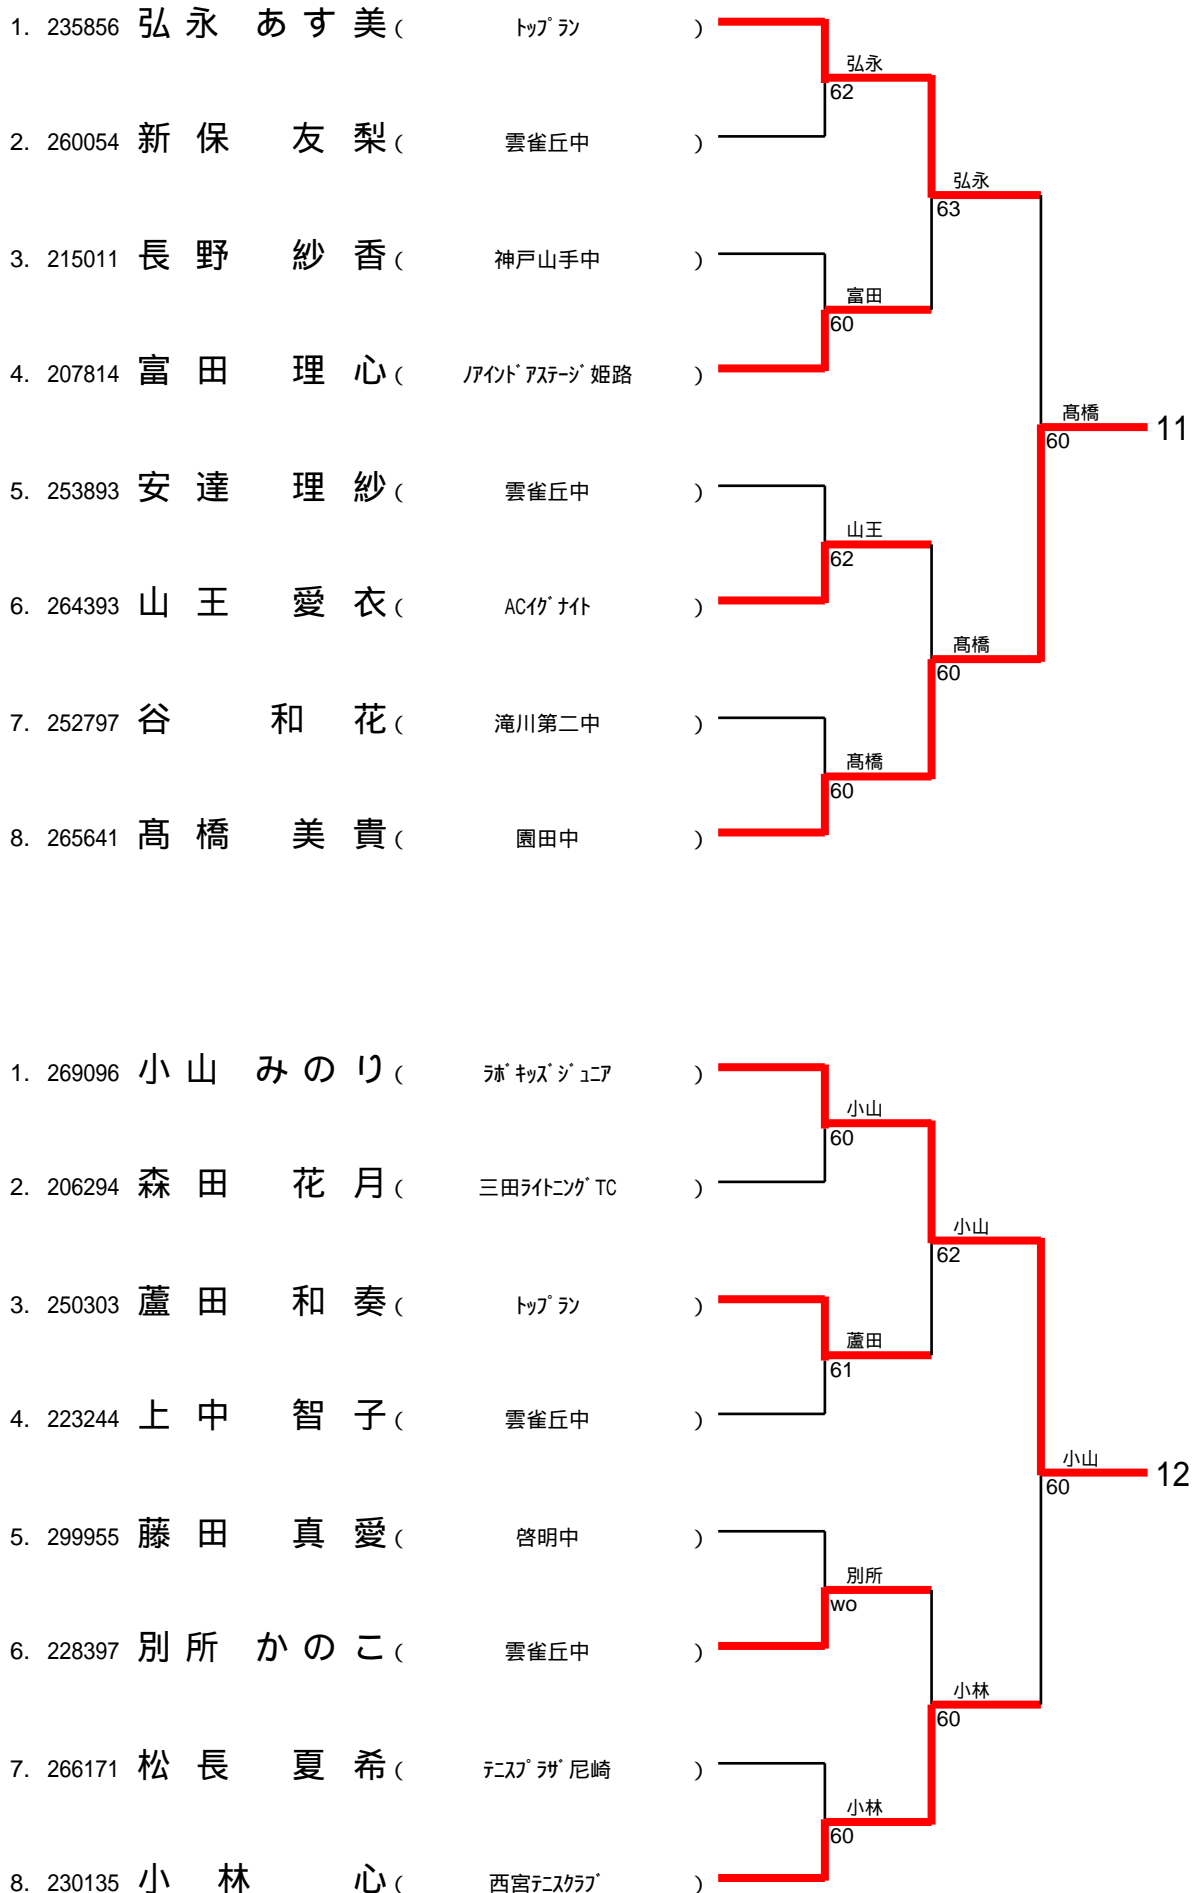 1. 235856 弘永 あす美 ( ﾄｯﾌﾟﾗﾝ )
弘永
62
2. 260054 新保 友梨 ( 雲雀丘中 )
弘永
63
3. 215011 長野 紗香 ( 神戸山手中 )
富田
60
4. 207814 富田 理心 ( ﾉｱｲﾝﾄﾞｱｽﾃｰｼﾞ姫路 )
髙橋 11
60
5. 253893 安達 理紗 ( 雲雀丘中 )
山王
62
6. 264393 山王 愛衣 ( ACｲｸﾞﾅｲﾄ )
髙橋
60
7. 252797 谷 和花 ( 滝川第二中 )
髙橋
60
8. 265641 髙橋 美貴 ( 園田中 )
1. 269096 小山 みのり ( ﾗﾎﾞｷｯｽﾞｼﾞｭﾆｱ )
小山
60
2. 206294 森田 花月 ( 三田ﾗｲﾄﾆﾝｸﾞTC )
小山
62
3. 250303 蘆田 和奏 ( ﾄｯﾌﾟﾗﾝ )
蘆田
61
4. 223244 上中 智子 ( 雲雀丘中 )
小山 12
60
5. 299955 藤田 真愛 ( 啓明中 )
別所
wo
6. 228397 別所 かのこ ( 雲雀丘中 )
小林
60
7. 266171 松長 夏希 ( ﾃﾆｽﾌﾟﾗｻﾞ尼崎 )
小林
60
8. 230135 小林 心 ( 西宮ﾃﾆｽｸﾗﾌﾞ )